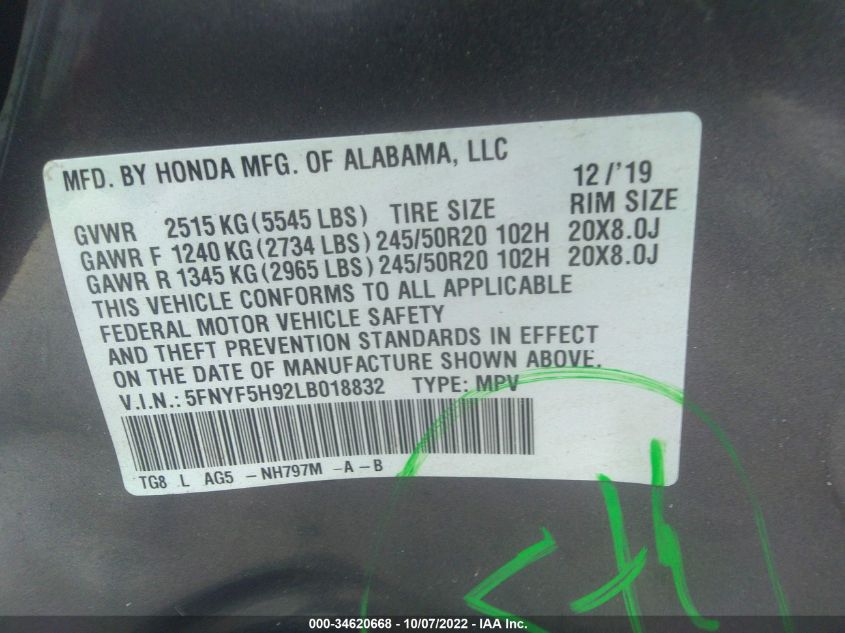 MFD. BY HONDA MFG. OF ALABAMA, LLC 12/'19
GVWR 2515 KG (5545 LBS) TIRE SIZE RIM SIZE
GAWR F 1240 KG (2734 LBS) 245/50R20 102H 20X8.0J
GAWR R 1345 KG (2965 LBS) 245/50R20 102H 20X8.0J
THIS VEHICLE CONFORMS TO ALL APPLICABLE
FEDERAL MOTOR VEHICLE SAFETY
AND THEFT PREVENTION STANDARDS IN EFFECT
ON THE DATE OF MANUFACTURE SHOWN ABOVE.
V.I.N.: 5FNYF5H92LB018832 TYPE: MPV
TG8 L AG5 -NH797M -A -B
000-34620668 - 10/07/2022 - IAA Inc.